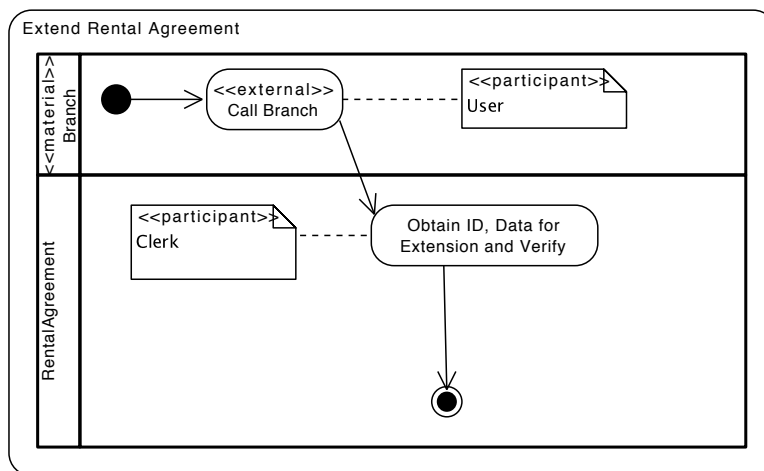 Extend Rental Agreement
<<material>>
Branch
<<external>>
Call Branch
<<participant>>
User
RentalAgreement
<<participant>>
Clerk
Obtain ID, Data for
Extension and Verify